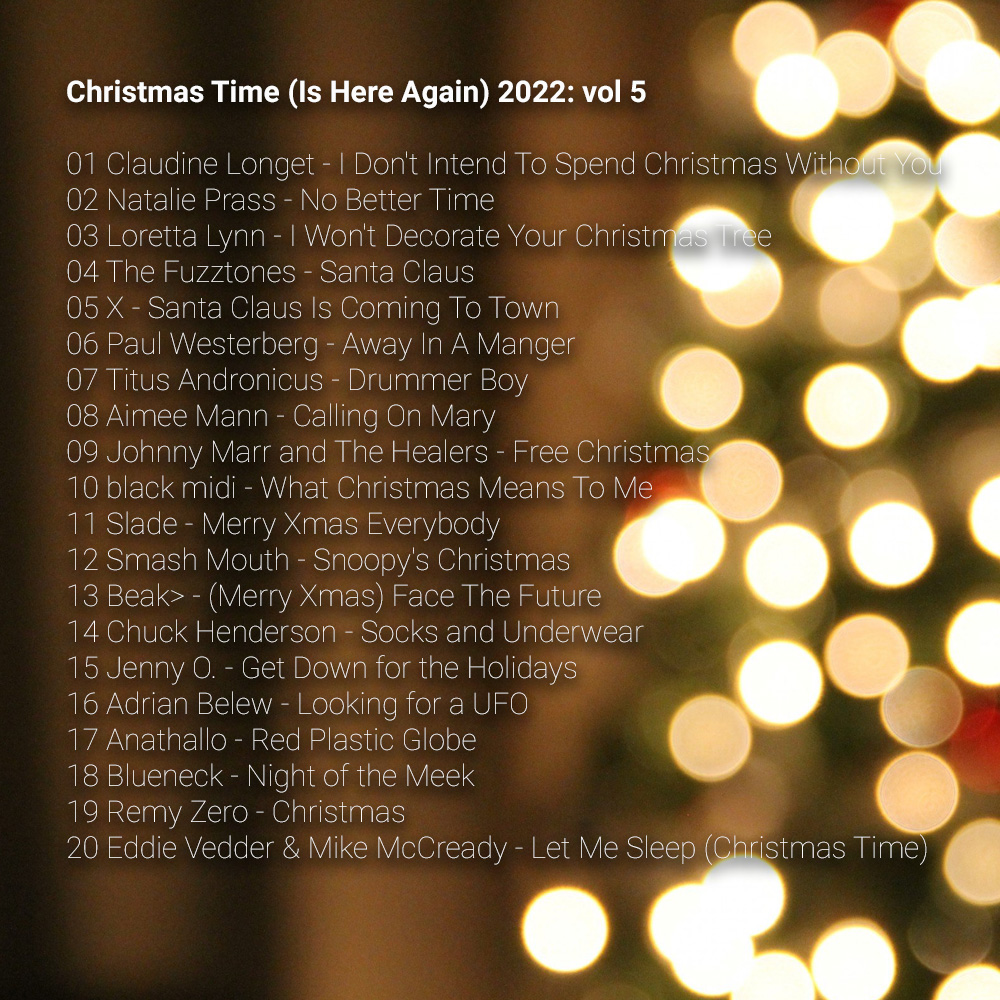 Christmas Time (Is Here Again) 2022: vol 5
01 Claudine Longet - I Don't Intend To Spend Christmas Without You
02 Natalie Prass - No Better Time
03 Loretta Lynn - I Won't Decorate Your Christmas Tree
04 The Fuzztones - Santa Claus
05 X - Santa Claus Is Coming To Town
06 Paul Westerberg - Away In A Manger
07 Titus Andronicus - Drummer Boy
08 Aimee Mann - Calling On Mary
09 Johnny Marr and The Healers - Free Christmas
10 black midi - What Christmas Means To Me
11 Slade - Merry Xmas Everybody
12 Smash Mouth - Snoopy's Christmas
13 Beak> - (Merry Xmas) Face The Future
14 Chuck Henderson - Socks and Underwear
15 Jenny O. - Get Down for the Holidays
16 Adrian Belew - Looking for a UFO
17 Anathallo - Red Plastic Globe
18 Blueneck - Night of the Meek
19 Remy Zero - Christmas
20 Eddie Vedder & Mike McCready - Let Me Sleep (Christmas Time)